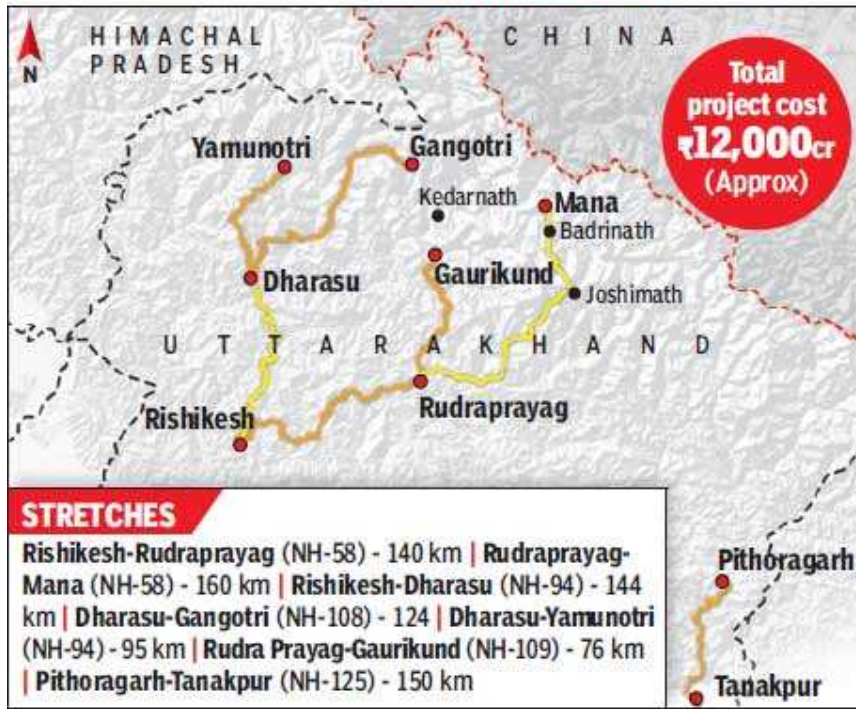 HIMACHAL
PRADESH
CHINA
N
Total
project cost
₹12,000cr
(Approx)
Yamunotri
Gangotri
Kedarnath
Mana
Badrinath
Gaurikund
Dharasu
Joshimath
UTTARAKHAND
Rishikesh
Rudraprayag
STRETCHES
Rishikesh-Rudraprayag (NH-58) - 140 km | Rudraprayag-
Mana (NH-58) - 160 km | Rishikesh-Dharasu (NH-94) - 144
km | Dharasu-Gangotri (NH-108) - 124 | Dharasu-Yamunotri
(NH-94) - 95 km | Rudra Prayag-Gaurikund (NH-109) - 76 km
| Pithoragarh-Tanakpur (NH-125) - 150 km
Pithoragarh
Tanakpur